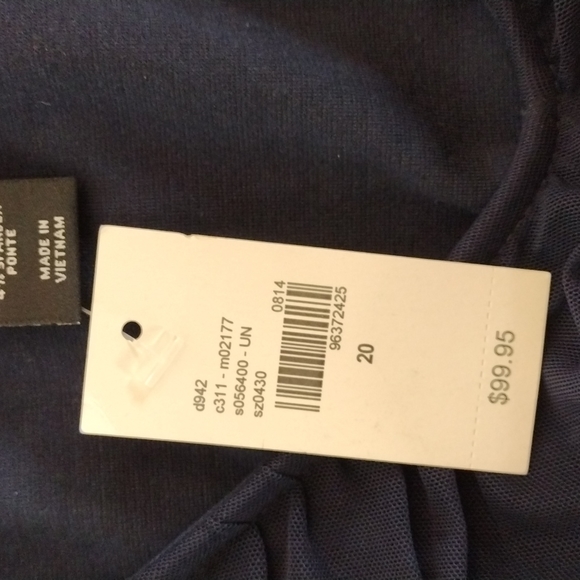 PONTE
MADE IN
VIETNAM
d942
c311 - m02177
s056400 - UN
sz0430
0814
96372425
20
$99.95